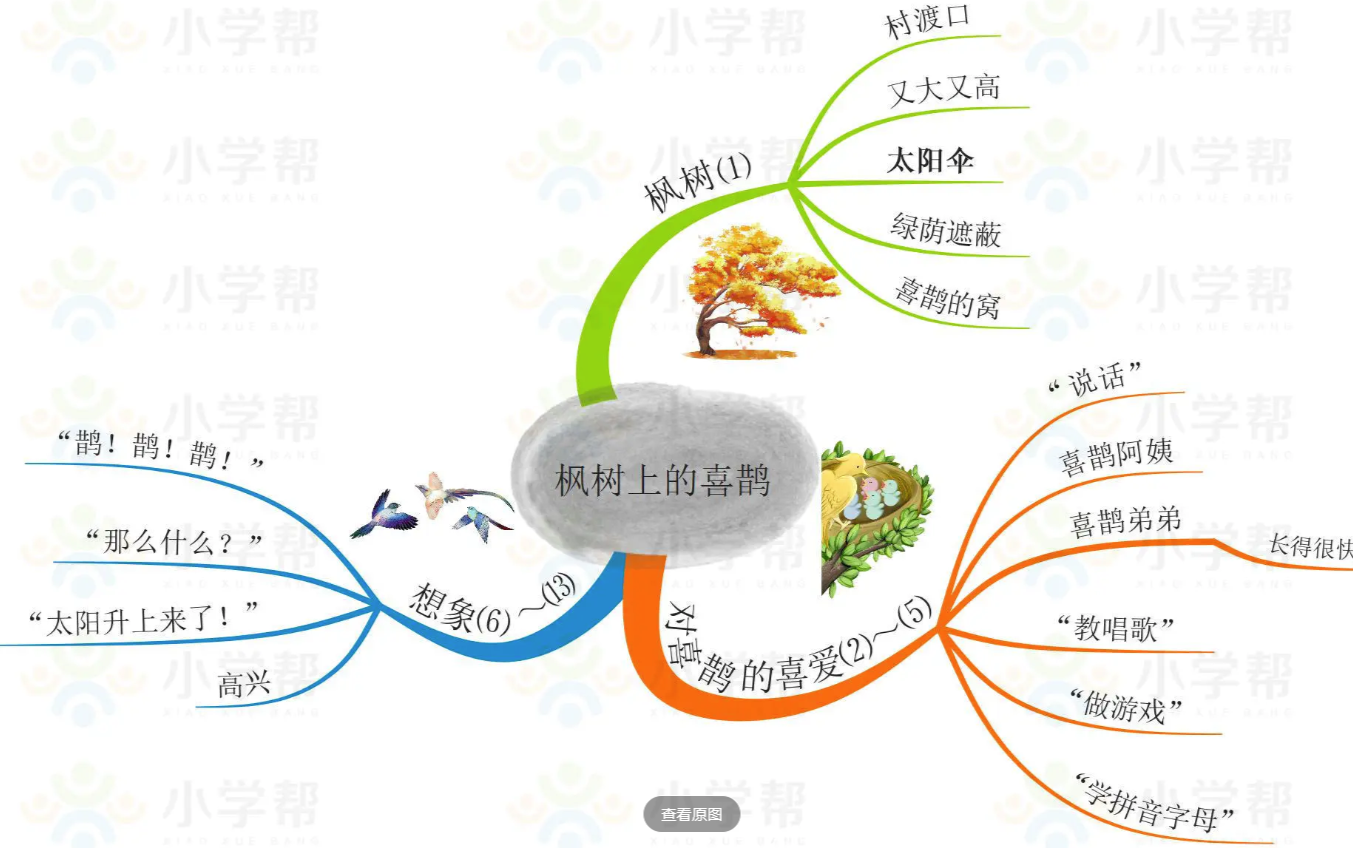 枫树上的喜鹊
枫树(1)
村渡口
又大又高
太阳伞
绿荫遮蔽
喜鹊的窝
对喜鹊的喜爱(2)～(5)
“说话”
喜鹊阿姨
喜鹊弟弟
长得很快
“教唱歌”
“做游戏”
“学拼音字母”
想象(6)～(13)
“鹊！鹊！鹊！”
“那么什么？”
“太阳升上来了！”
高兴
查看原图
小学帮
XIAO XUE BANG